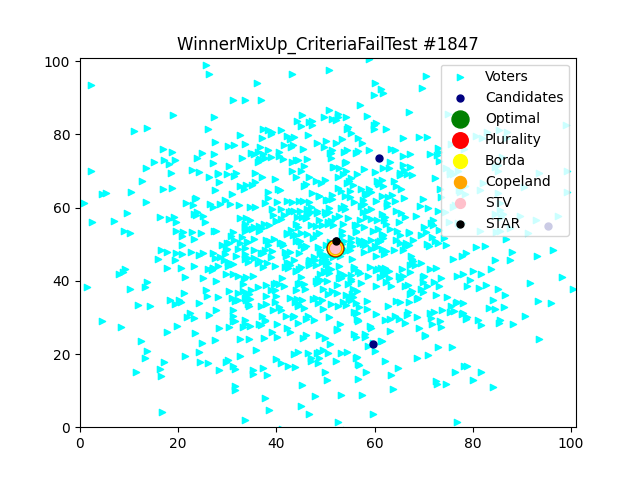 WinnerMixUp_CriteriaFailTest #1847
100
80
60
40
20
0
0
20
40
60
80
100
Voters
Candidates
Optimal
Plurality
Borda
Copeland
STV
STAR